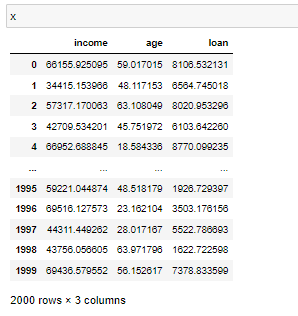 x
income age loan
0 66155.925095 59.017015 8106.532131
1 34415.153966 48.117153 6564.745018
2 57317.170063 63.108049 8020.953296
3 42709.534201 45.751972 6103.642260
4 66952.688845 18.584336 8770.099235
... ... ... ...
1995 59221.044874 48.518179 1926.729397
1996 69516.127573 23.162104 3503.176156
1997 44311.449262 28.017167 5522.786693
1998 43756.056605 63.971796 1622.722598
1999 69436.579552 56.152617 7378.833599
2000 rows × 3 columns